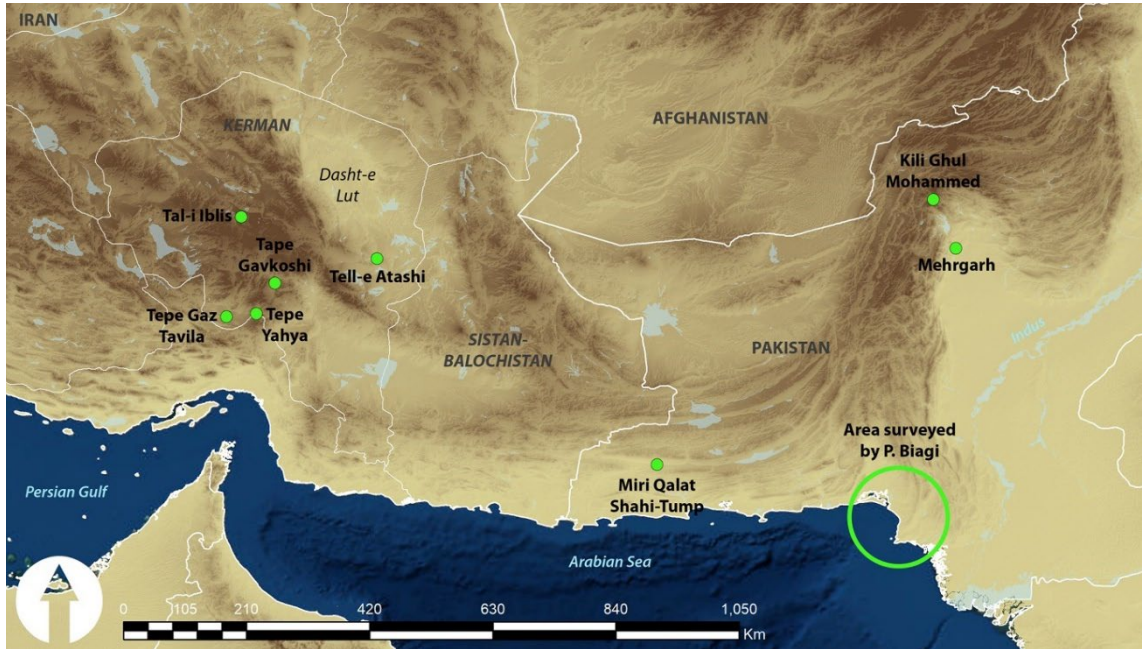 IRAN
KERMAN
AFGHANISTAN
Dasht-e
Lut
Kili Ghul
Mohammed
Tal-i Iblis
Tape
Gavkoshi
Tell-e Atashi
Mehrgarh
Tepe Gaz
Tavila
Tepe
Yahya
SISTAN-
BALOCHISTAN
PAKISTAN
Indus
Area surveyed
by P. Biagi
Persian Gulf
Miri Qalat
Shahi-Tump
Arabian Sea
0 105 210 420 630 840 1,050
Km